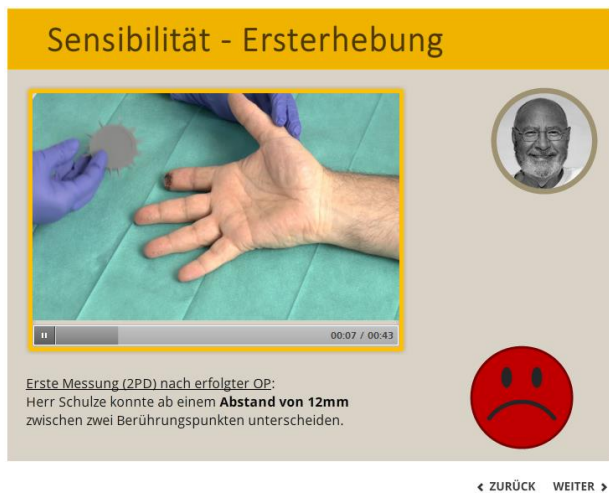 Sensibilität - Ersterhebung
00:07 / 00:43
Erste Messung (2PD) nach erfolgter OP:
Herr Schulze konnte ab einem Abstand von 12mm
zwischen zwei Berührungspunkten unterscheiden.
ZURÜCK WEITER